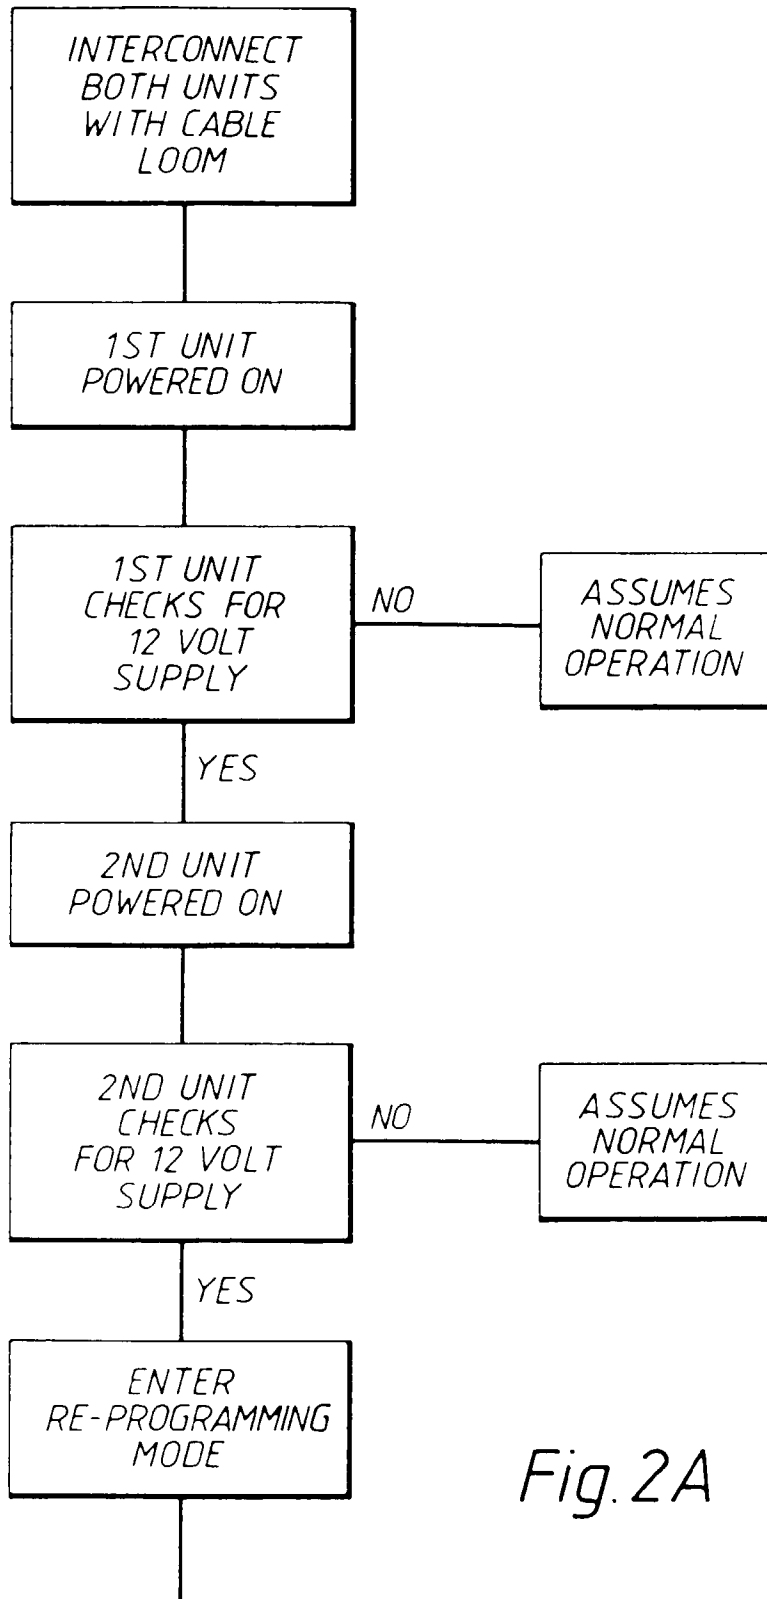 INTERCONNECT
BOTH UNITS
WITH CABLE
LOOM
1ST UNIT
POWERED ON
1ST UNIT
CHECKS FOR
12 VOLT
SUPPLY
NO
ASSUMES
NORMAL
OPERATION
YES
2ND UNIT
POWERED ON
2ND UNIT
CHECKS
FOR 12 VOLT
SUPPLY
NO
ASSUMES
NORMAL
OPERATION
YES
ENTER
RE-PROGRAMMING
MODE
Fig. 2A